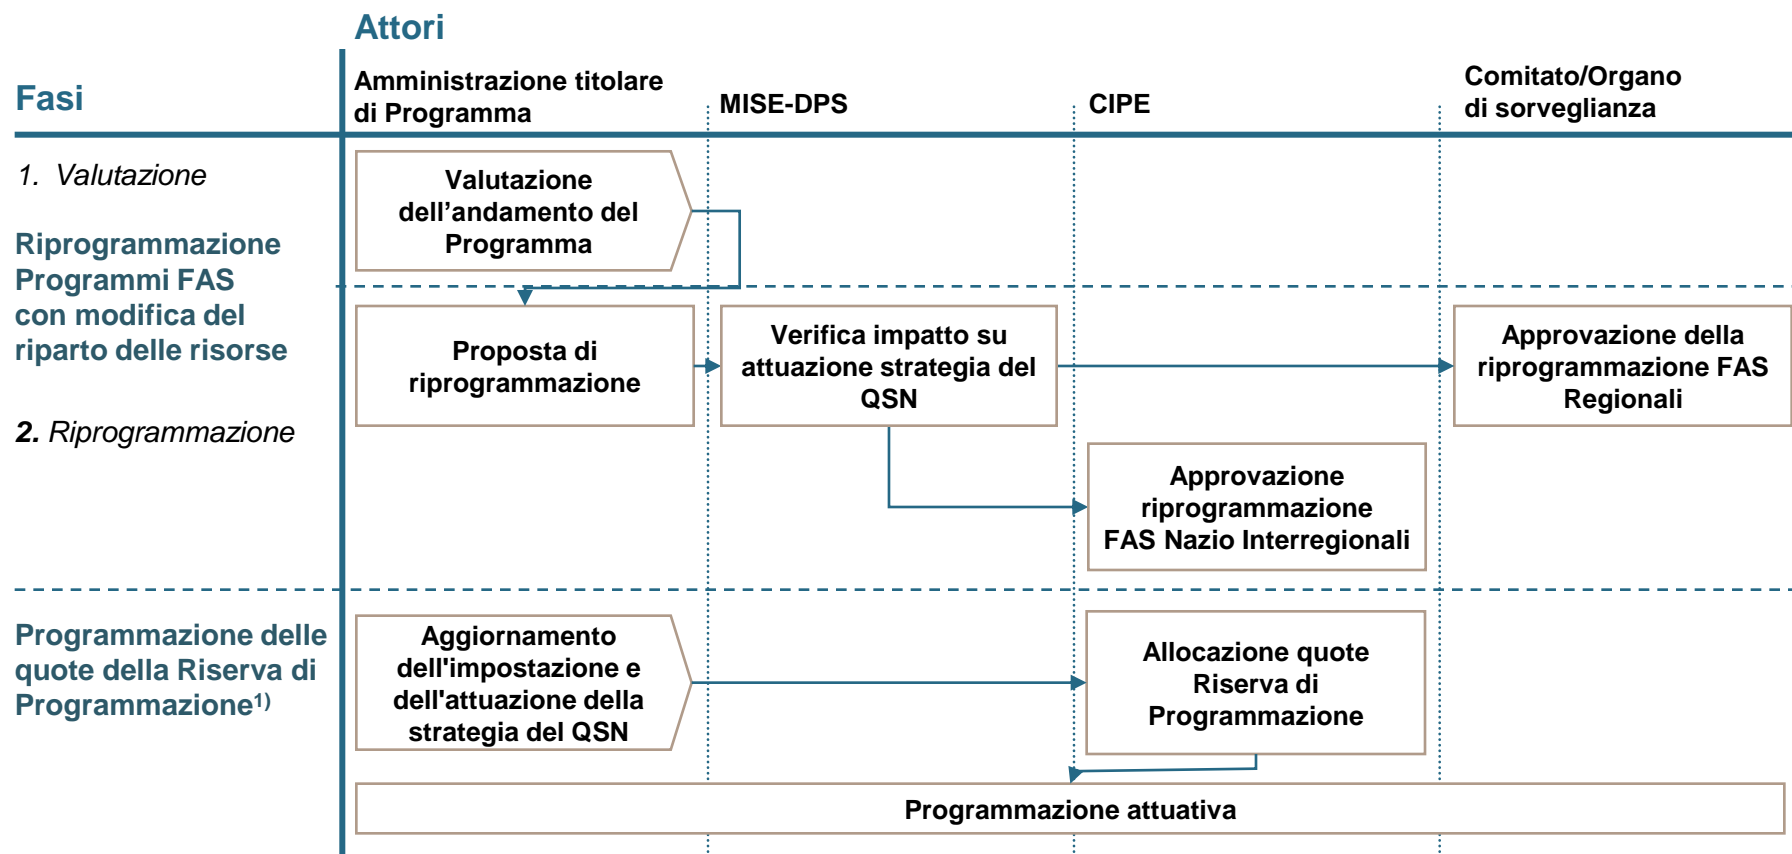 Attori
Fasi
Amministrazione titolare
di Programma
MISE-DPS
CIPE
Comitato/Organo
di sorveglianza
1. Valutazione
Valutazione
dell’andamento del
Programma
Riprogrammazione
Programmi FAS
con modifica del
riparto delle risorse
2. Riprogrammazione
Proposta di
riprogrammazione
Verifica impatto su
attuazione strategia del
QSN
Approvazione della
riprogrammazione FAS
Regionali
Approvazione
riprogrammazione
FAS Nazio Interregionali
Programmazione delle
quote della Riserva di
Programmazione1)
Aggiornamento
dell'impostazione e
dell'attuazione della
strategia del QSN
Allocazione quote
Riserva di
Programmazione
Programmazione attuativa